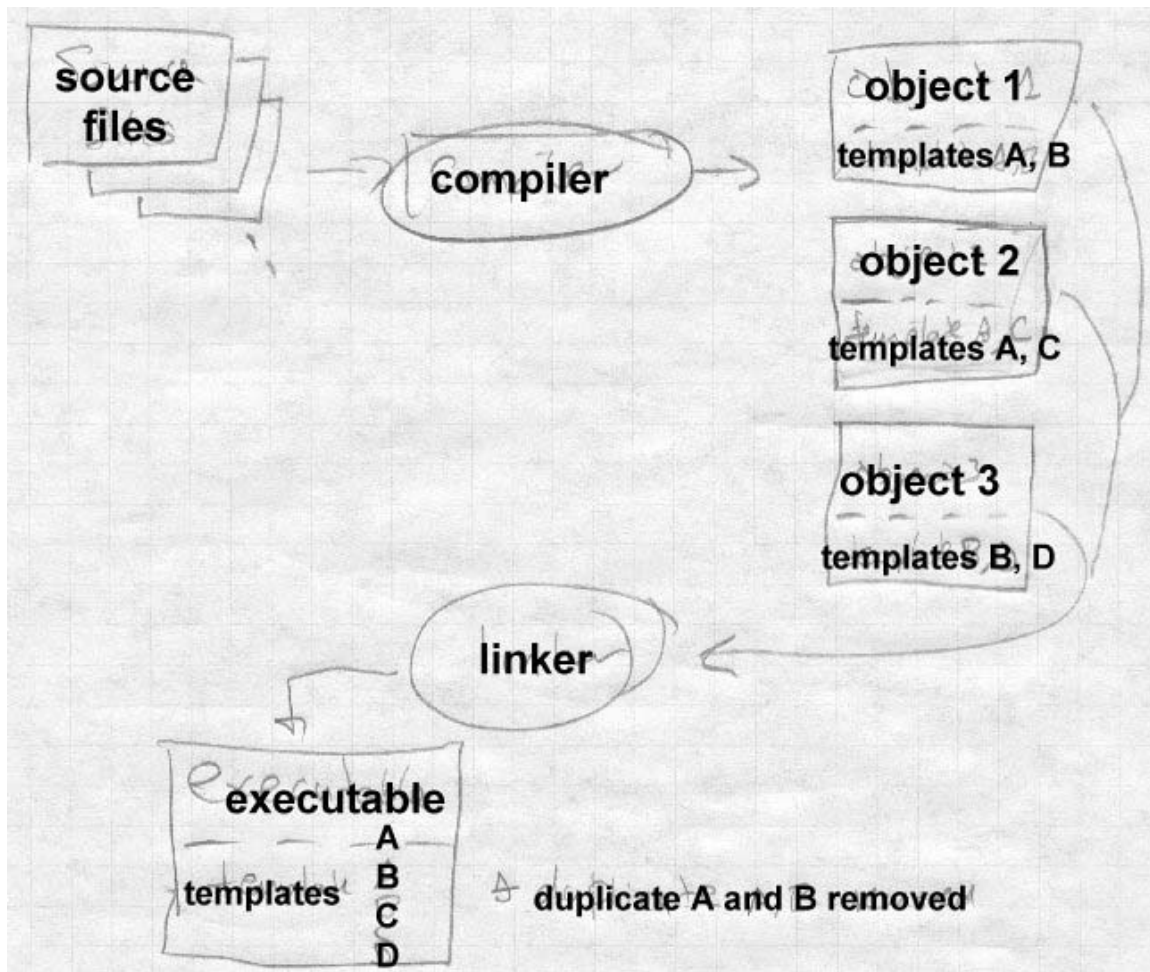 source
files
compiler
object 1
templates A, B
object 2
templates A, C
object 3
templates B, D
linker
executable
templates
A
B
C
D
duplicate A and B removed